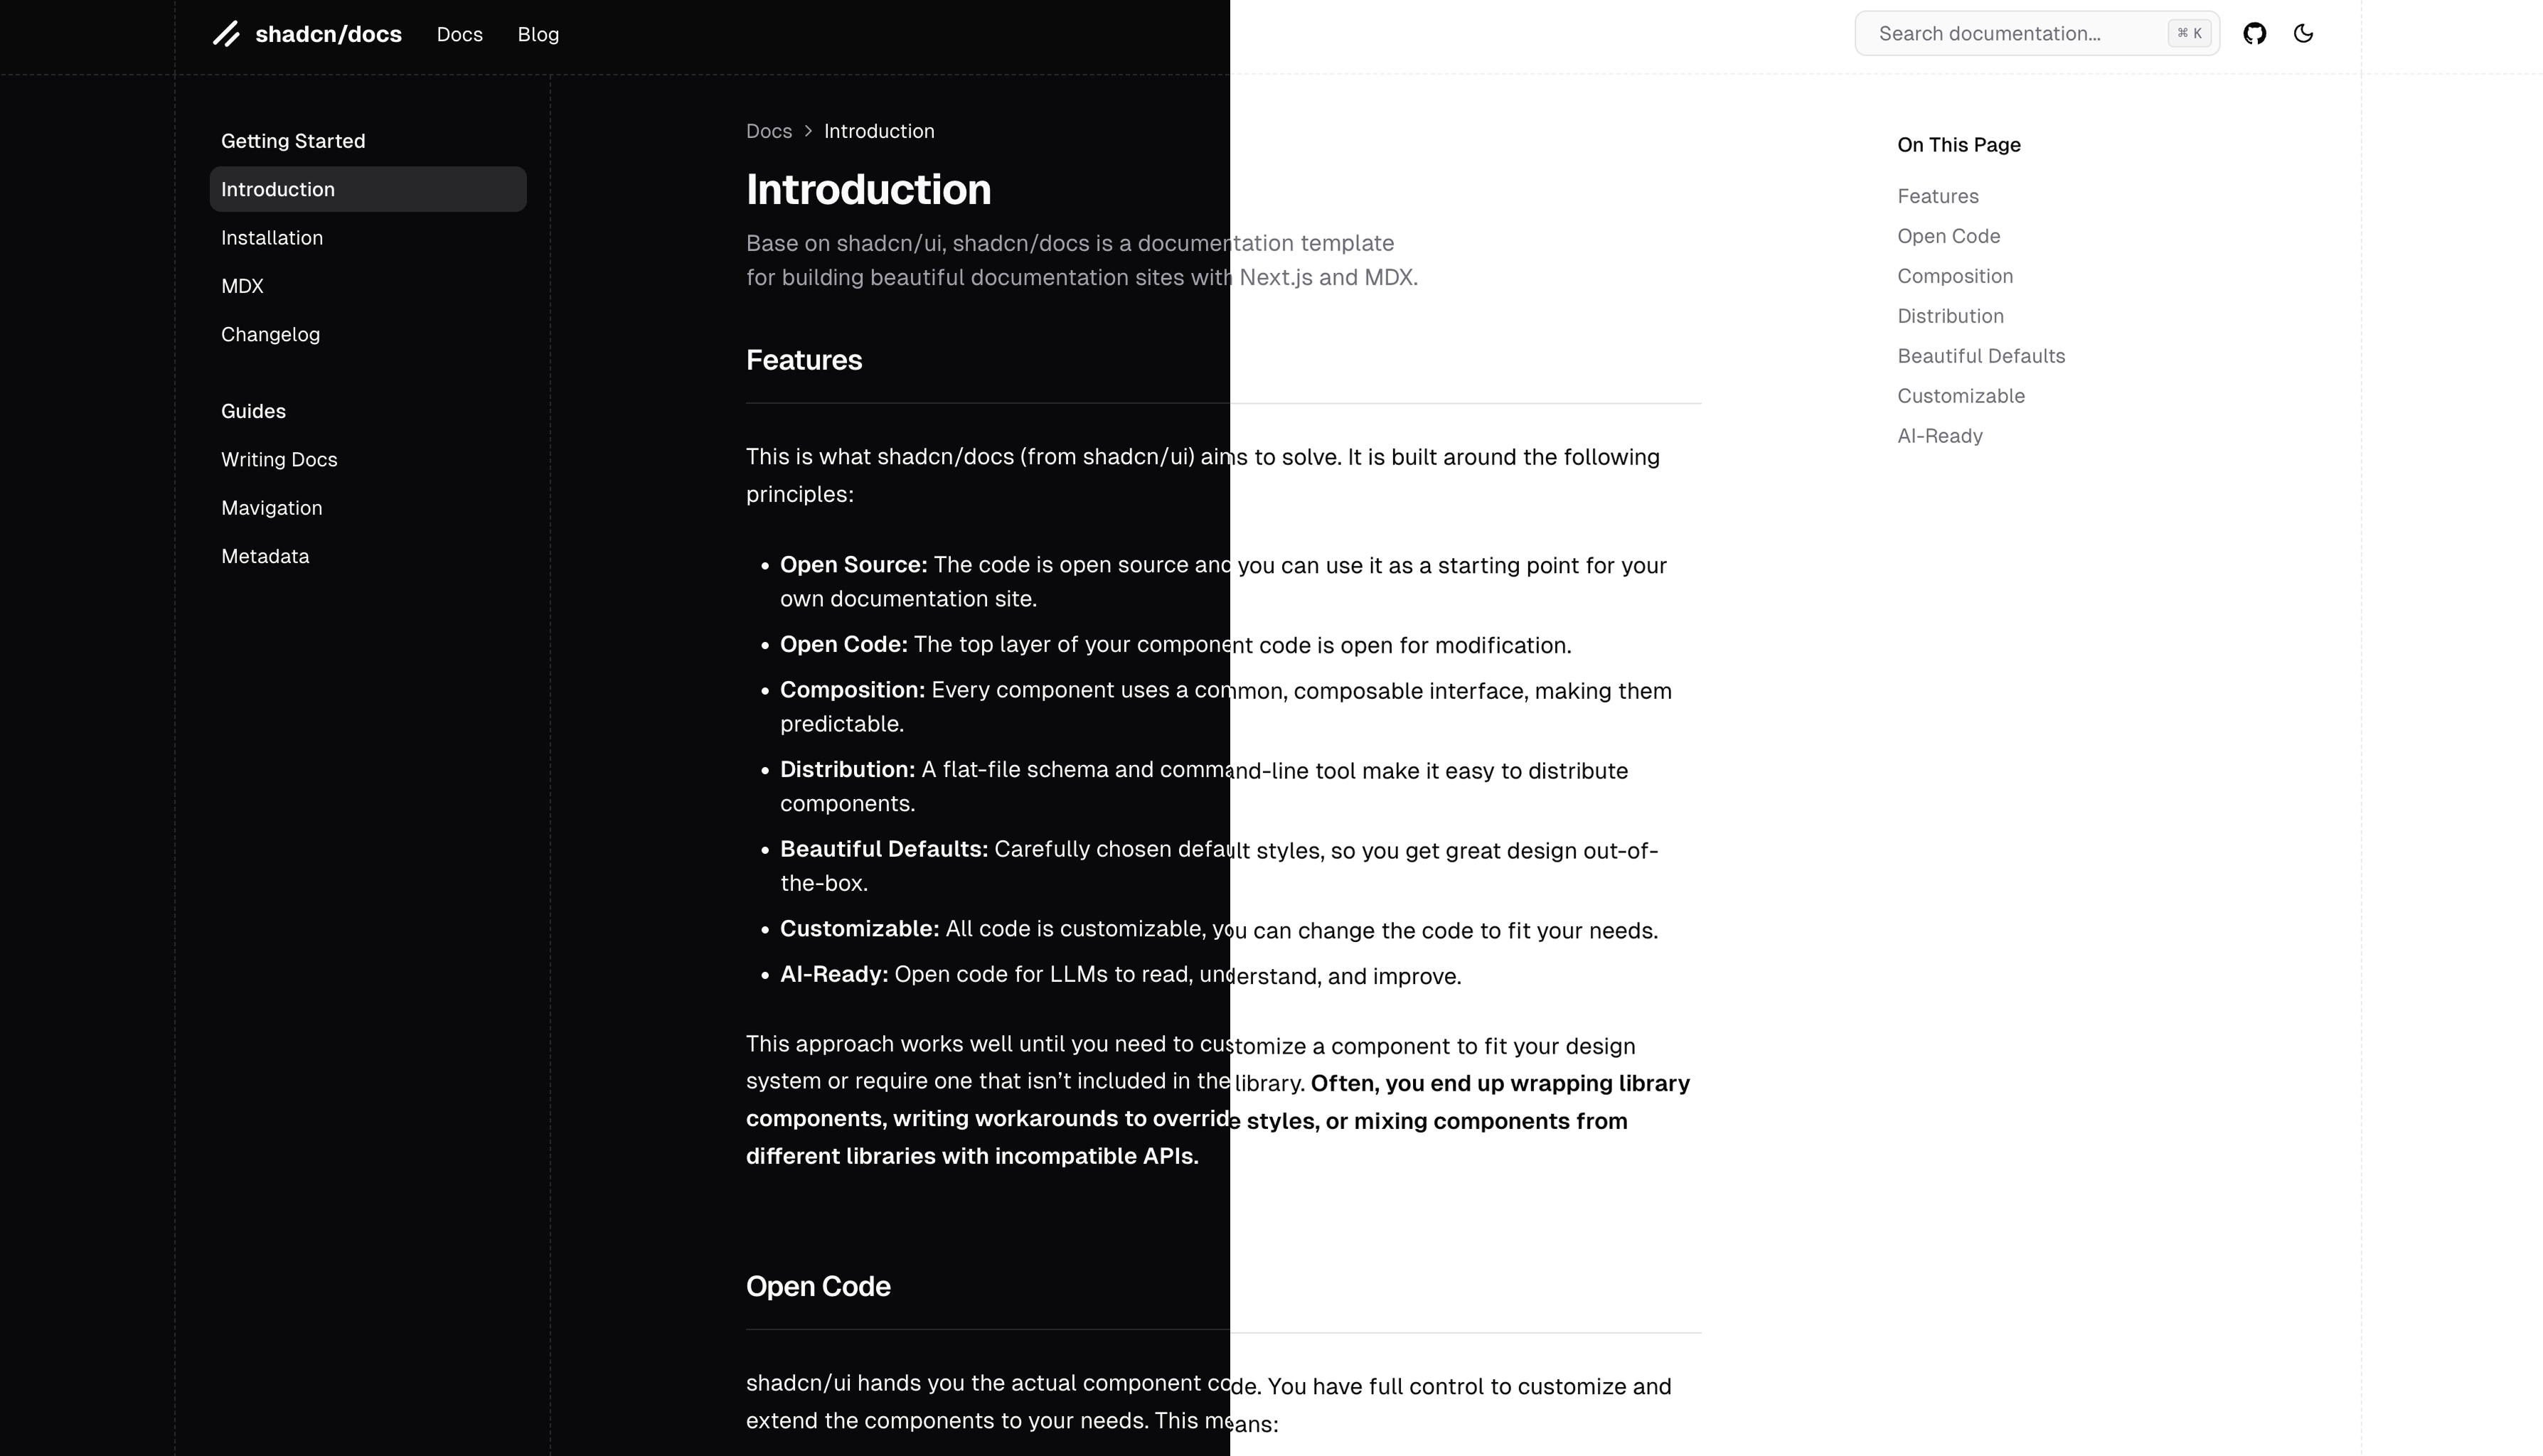 shadcn/docs Docs Blog Search documentation... ⌘ K
Getting Started
Introduction
Installation
MDX
Changelog
Guides
Writing Docs
Mavigation
Metadata
Docs > Introduction
Introduction
Base on shadcn/ui, shadcn/docs is a documentation template
for building beautiful documentation sites with Next.js and MDX.
Features
This is what shadcn/docs (from shadcn/ui) aims to solve. It is built around the following
principles:
• Open Source: The code is open source and you can use it as a starting point for your
own documentation site.
• Open Code: The top layer of your component code is open for modification.
• Composition: Every component uses a common, composable interface, making them
predictable.
• Distribution: A flat-file schema and command-line tool make it easy to distribute
components.
• Beautiful Defaults: Carefully chosen default styles, so you get great design out-of-
the-box.
• Customizable: All code is customizable, you can change the code to fit your needs.
• AI-Ready: Open code for LLMs to read, understand, and improve.
This approach works well until you need to customize a component to fit your design
system or require one that isn’t included in the library. Often, you end up wrapping library
components, writing workarounds to override styles, or mixing components from
different libraries with incompatible APIs.
Open Code
shadcn/ui hands you the actual component code. You have full control to customize and
extend the components to your needs. This means:
On This Page
Features
Open Code
Composition
Distribution
Beautiful Defaults
Customizable
AI-Ready